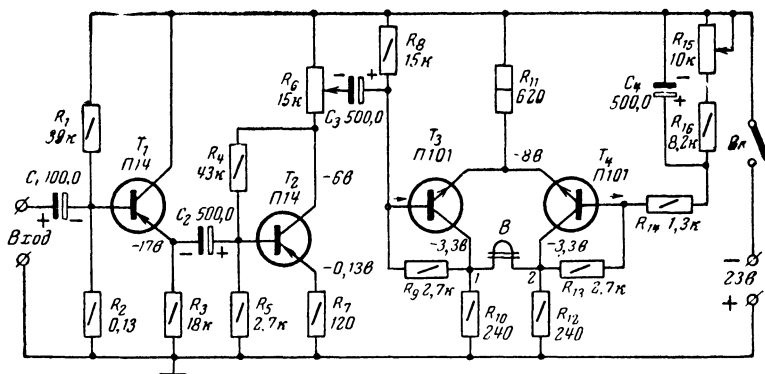 R1
39к
C1 100,0
+
-
Вход
R2
0,13
T1
П14
-17в
R3
18к
C2 500,0
-
+
R4
43к
R5
2,7к
T2
П14
-6в
-0,13в
R7
120
R6
15к
-
+
C3 500,0
R8
15к
T3
П101
-3,3в
R9 2,7к
1
R10
240
R11
620
-8в
B
2
T4
П101
-3,3в
R13 2,7к
R12
240
R14 1,3к
C4
500,0
-
+
R15
10к
R16
8,2к
Вк
-
23в
+